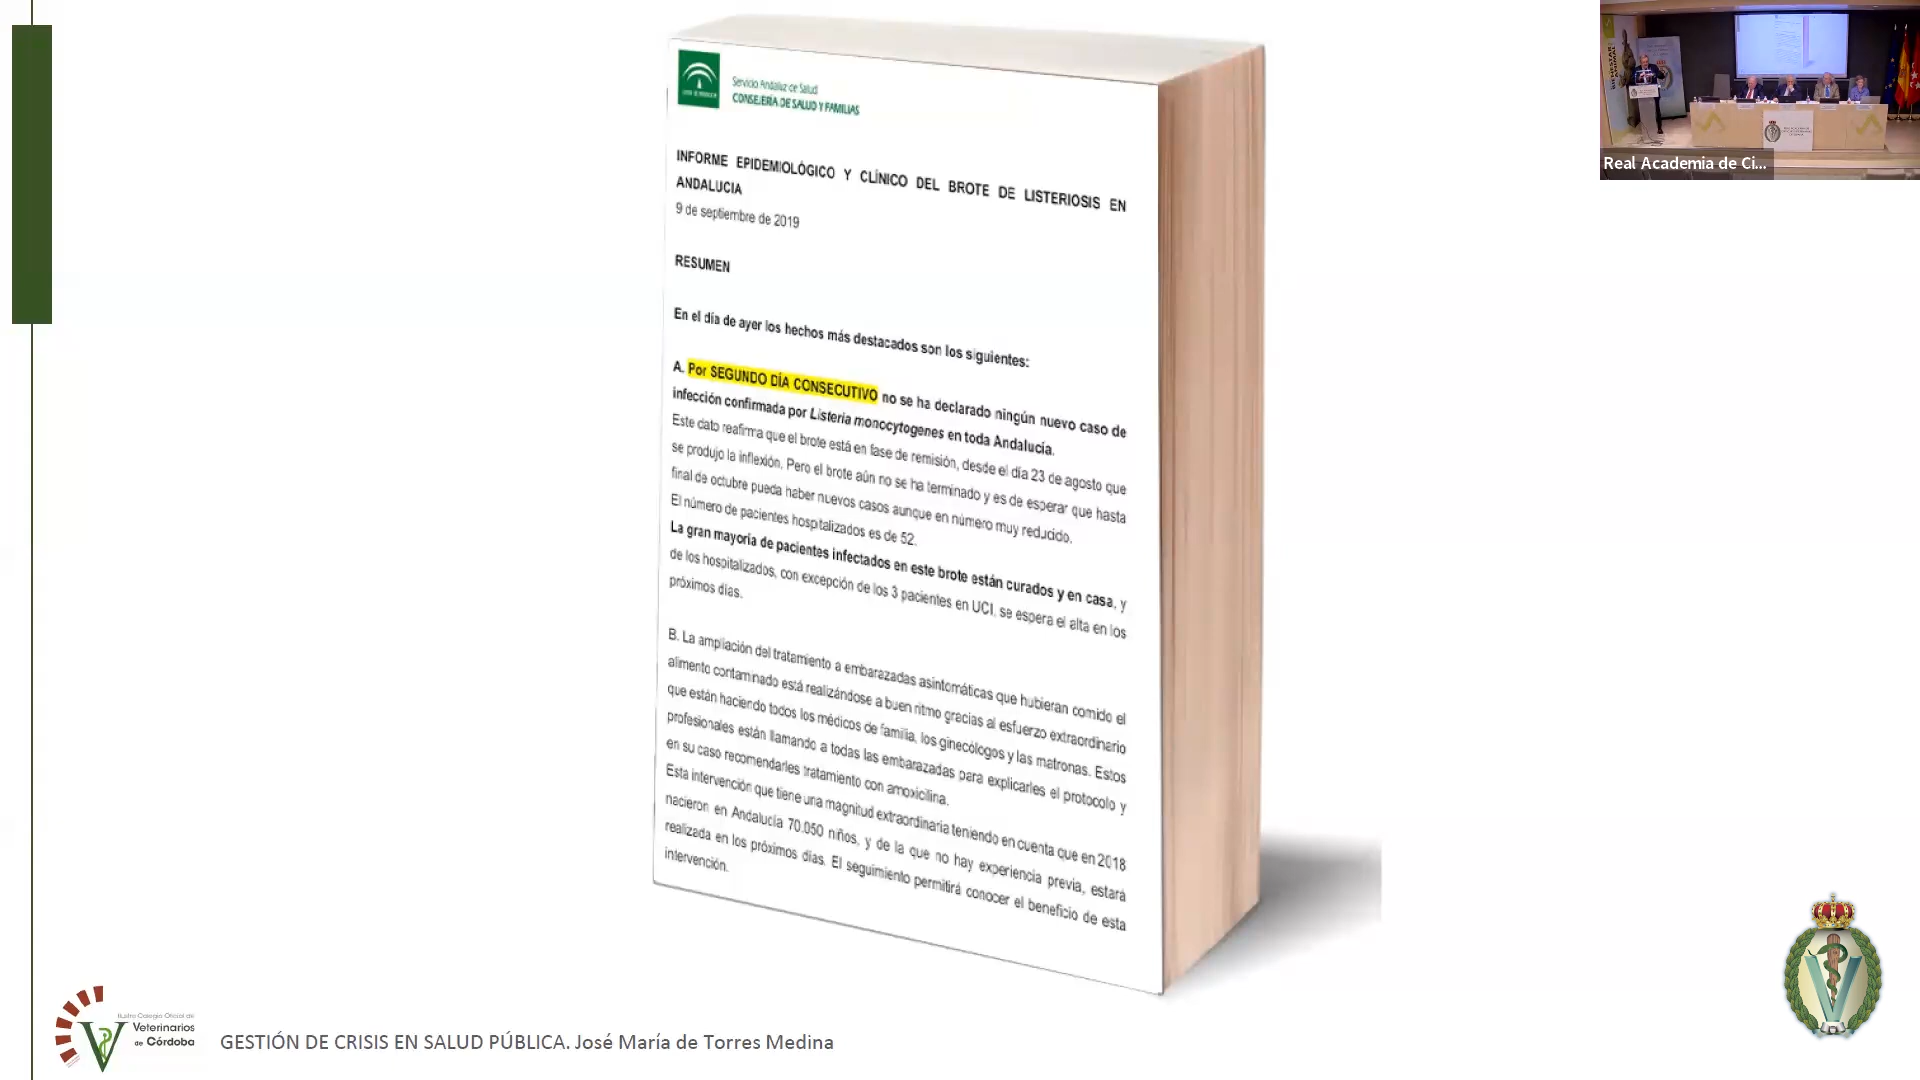 Servicio Andaluz de Salud
CONSEJERÍA DE SALUD Y FAMILIAS
INFORME EPIDEMIOLÓGICO Y CLÍNICO DEL BROTE DE LISTERIOSIS EN
ANDALUCIA
9 de septiembre de 2019
RESUMEN
En el día de ayer los hechos más destacados son los siguientes:
A. Por SEGUNDO DÍA CONSECUTIVO no se ha declarado ningún nuevo caso de
infección confirmada por Listeria monocytogenes en toda Andalucía.
Este dato reafirma que el brote está en fase de remisión, desde el día 23 de agosto que
se produjo la inflexión. Pero el brote aún no se ha terminado y es de esperar que hasta
final de octubre pueda haber nuevos casos aunque en número muy reducido.
El número de pacientes hospitalizados es de 52.
La gran mayoría de pacientes infectados en este brote están curados y en casa, y
de los hospitalizados, con excepción de los 3 pacientes en UCI, se espera el alta en los
próximos días.
B. La ampliación del tratamiento a embarazadas asintomáticas que hubieran comido el
alimento contaminado está realizándose a buen ritmo gracias al esfuerzo extraordinario
que están haciendo todos los médicos de familia, los ginecólogos y las matronas. Estos
profesionales están llamando a todas las embarazadas para explicarles el protocolo y
en su caso recomendarles tratamiento con amoxicilina.
Esta intervención que tiene una magnitud extraordinaria teniendo en cuenta que en 2018
nacieron en Andalucía 70.050 niños, y de la que no hay experiencia previa, estará
realizada en los próximos días. El seguimiento permitirá conocer el beneficio de esta
intervención.
Real Academia de Ci...
Ilustre Colegio Oficial de
Veterinarios
de Córdoba
GESTIÓN DE CRISIS EN SALUD PÚBLICA. José María de Torres Medina